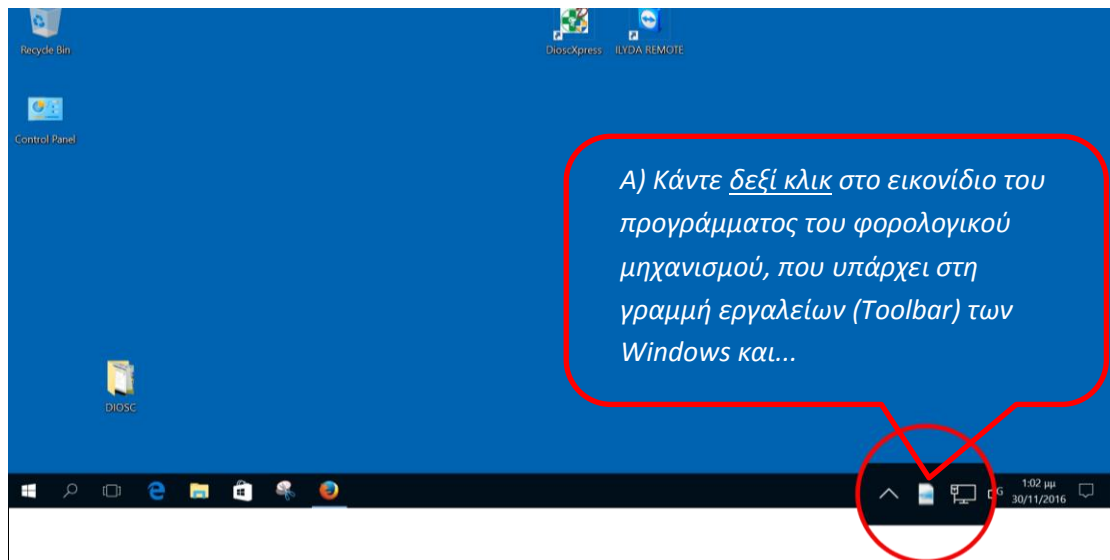 Recycle Bin
DioscXpress
ILYDA REMOTE
Control Panel
Α) Κάντε δεξί κλικ στο εικονίδιο του
προγράμματος του φορολογικού
μηχανισμού, που υπάρχει στη
γραμμή εργαλείων (Toolbar) των
Windows και...
DIOSC
1:02 μμ
30/11/2016